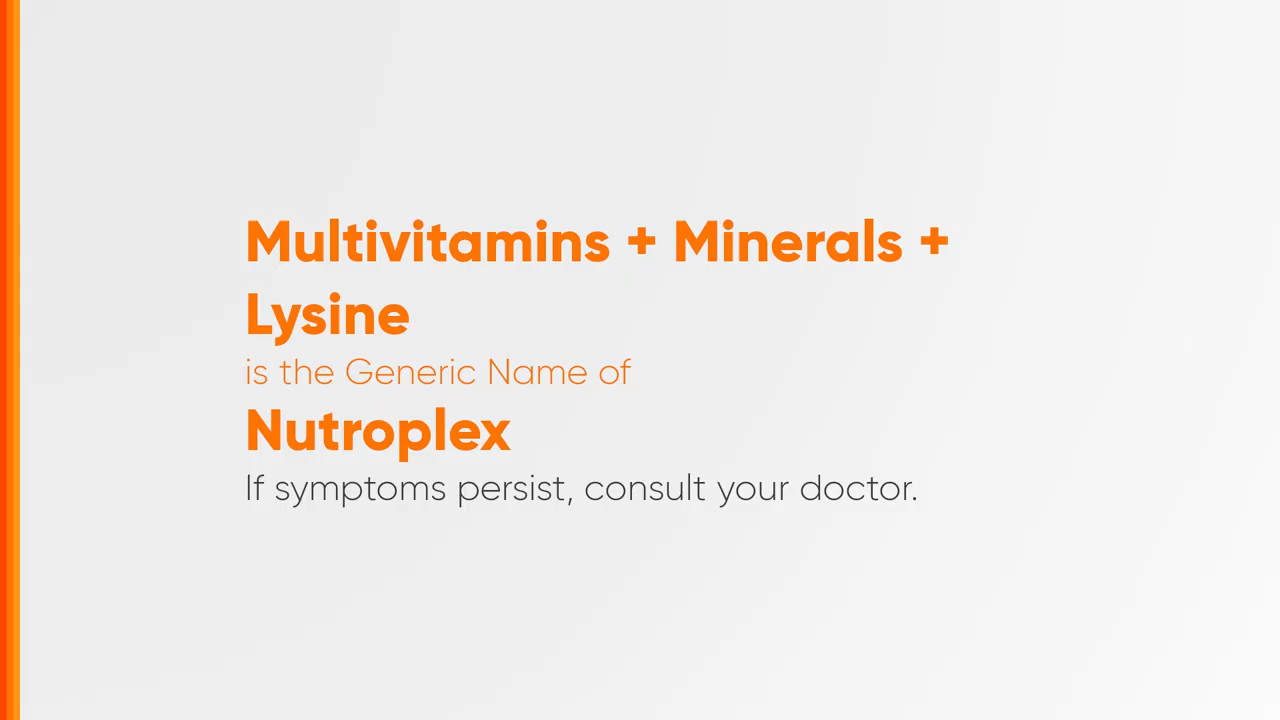 Multivitamins + Minerals +
Lysine
is the Generic Name of
Nutroplex
If symptoms persist, consult your doctor.